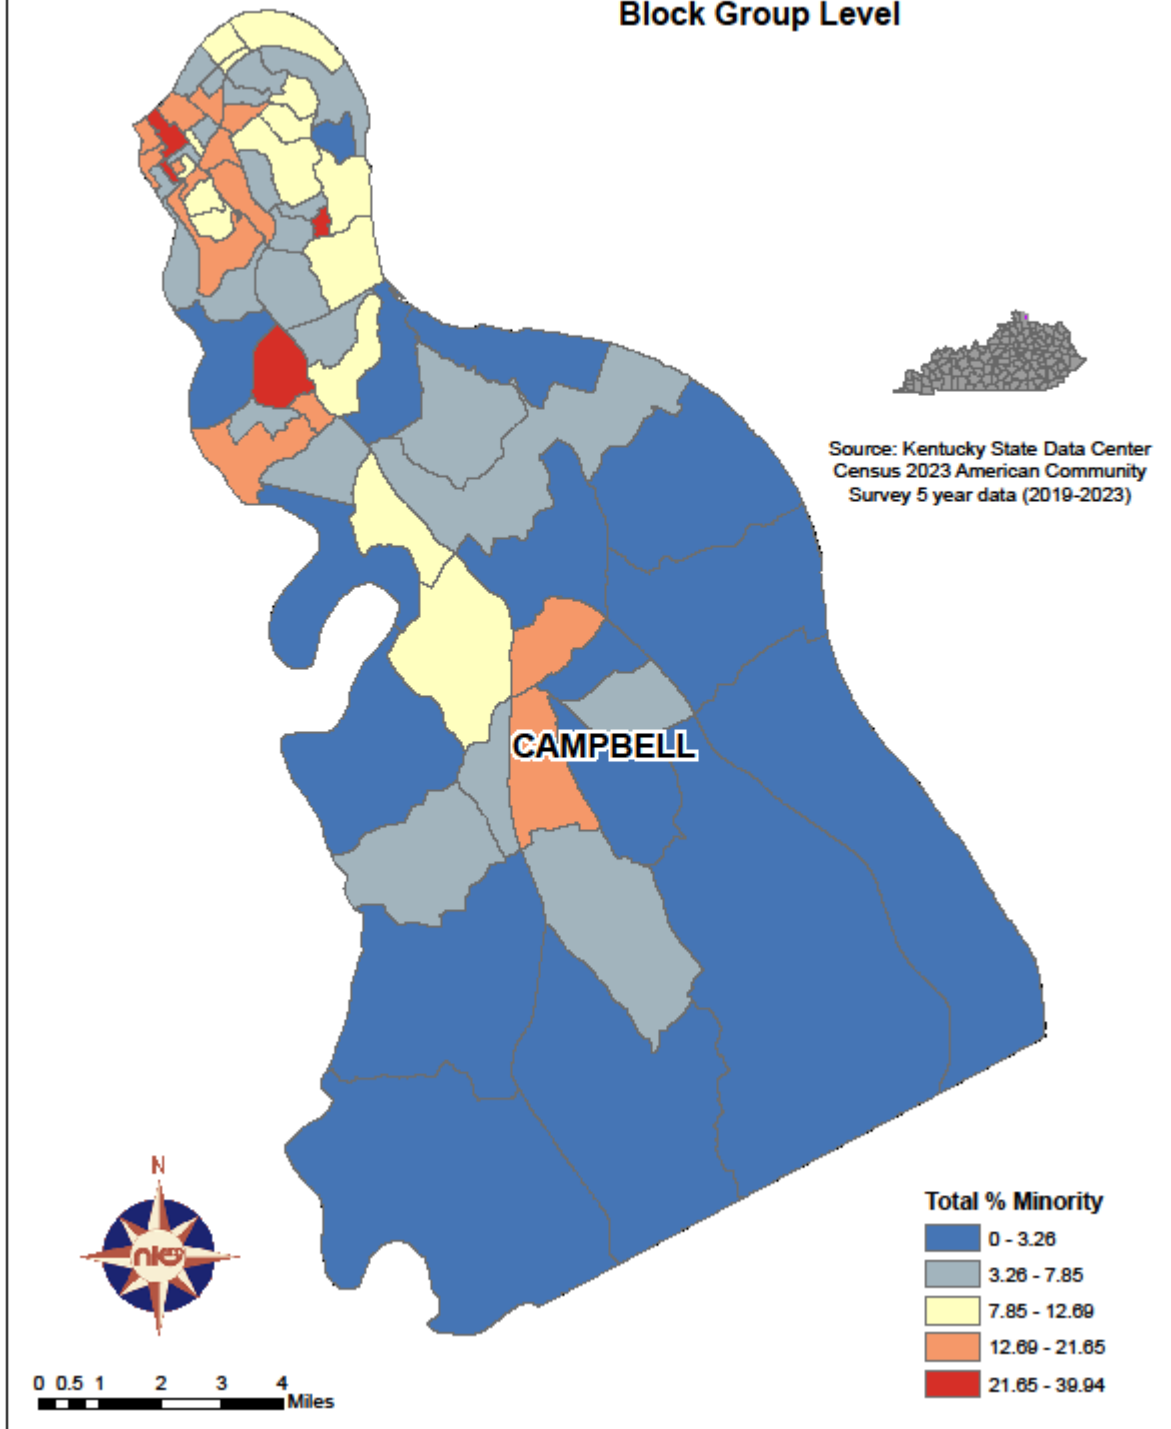 Block Group Level
Source: Kentucky State Data Center
Census 2023 American Community
Survey 5 year data (2019-2023)
CAMPBELL
N
Total % Minority
0 - 3.26
3.26 - 7.85
7.85 - 12.69
12.69 - 21.65
21.65 - 39.94
0 0.5 1 2 3 4
Miles